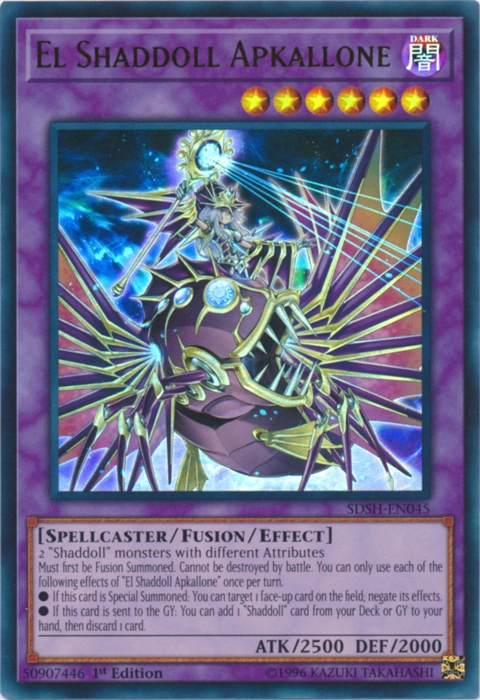 EL SHADDOLL APKALLONE
DARK
闇
SDSH-EN045
[SPELLCASTER/FUSION/EFFECT]
2 "Shaddoll" monsters with different Attributes
Must first be Fusion Summoned. Cannot be destroyed by battle. You can only use each of the
following effects of "El Shaddoll Apkallone" once per turn.
● If this card is Special Summoned: You can target 1 face-up card on the field; negate its effects.
● If this card is sent to the GY: You can add 1 "Shaddoll" card from your Deck or GY to your
hand, then discard 1 card.
ATK/2500 DEF/2000
50907446 1st Edition ©1996 KAZUKI TAKAHASHI